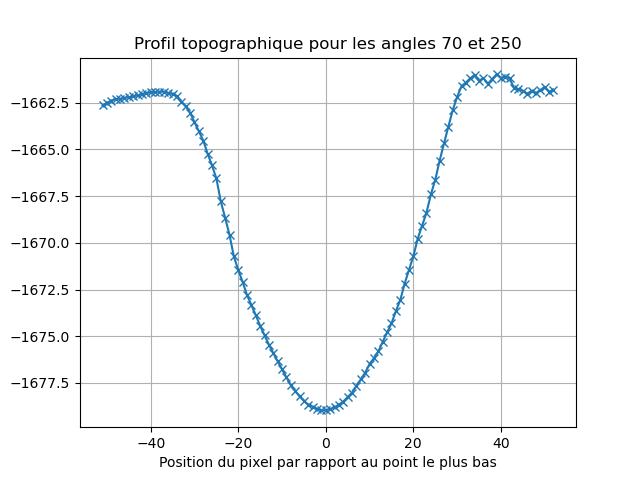 Profil topographique pour les angles 70 et 250
−1662.5
−1665.0
−1667.5
−1670.0
−1672.5
−1675.0
−1677.5
−40 −20 0 20 40
Position du pixel par rapport au point le plus bas